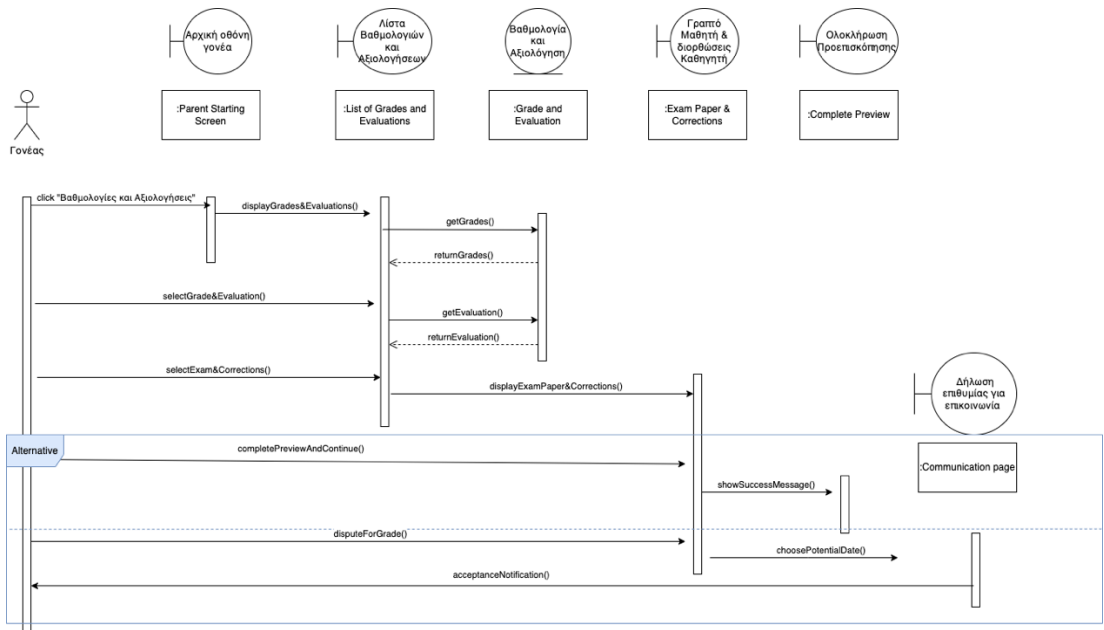 Αρχική οθόνη
γονέα
Λίστα
Βαθμολογιών
και
Αξιολογήσεων
Βαθμολογία
και
Αξιολόγηση
Γραπτό
Μαθητή &
διορθώσεις
Καθηγητή
Ολοκλήρωση
Προεπισκόπησης
:Parent Starting
Screen
:List of Grades and
Evaluations
:Grade and
Evaluation
:Exam Paper &
Corrections
:Complete Preview
Γονέας
click "Βαθμολογίες και Αξιολογήσεις"
displayGrades&Evaluations()
getGrades()
returnGrades()
selectGrade&Evaluation()
getEvaluation()
returnEvaluation()
selectExam&Corrections()
displayExamPaper&Corrections()
Δήλωση
επιθυμίας για
επικοινωνία
:Communication page
Alternative
completePreviewAndContinue()
showSuccessMessage()
disputeForGrade()
choosePotentialDate()
acceptanceNotification()